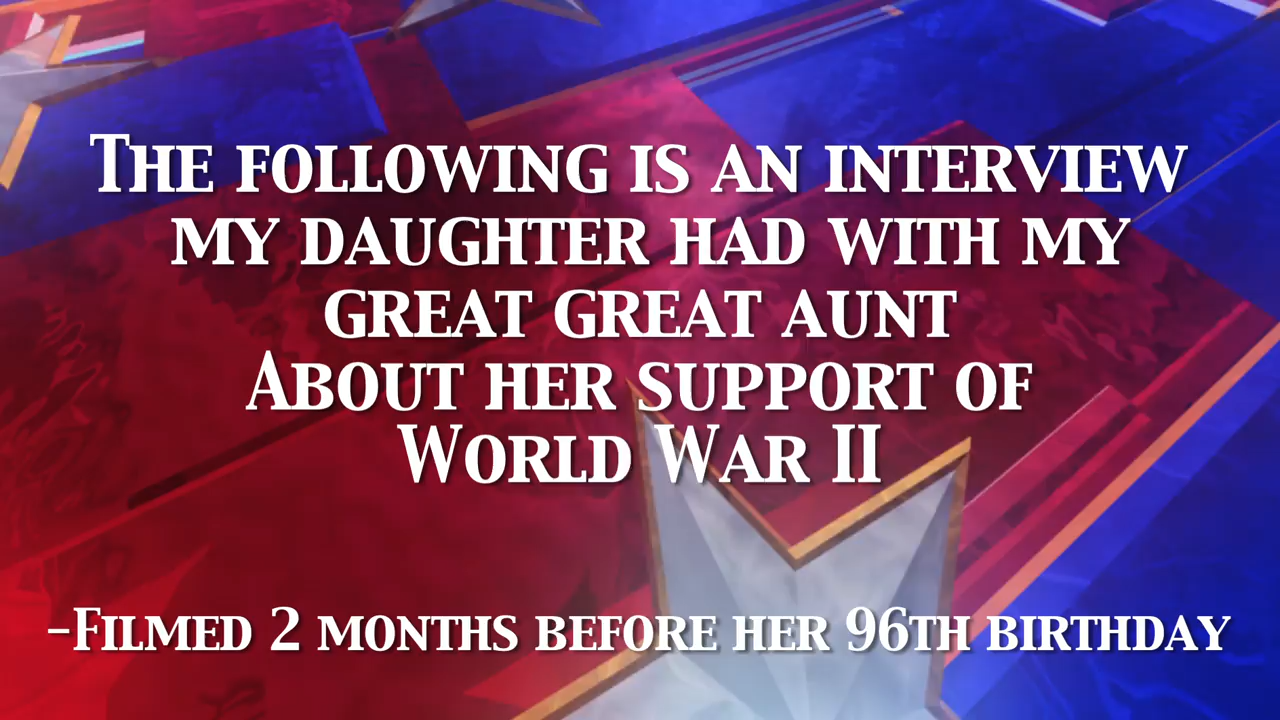 The following is an interview
my daughter had with my
great great aunt
About her support of
World War II
-Filmed 2 months before her 96th birthday